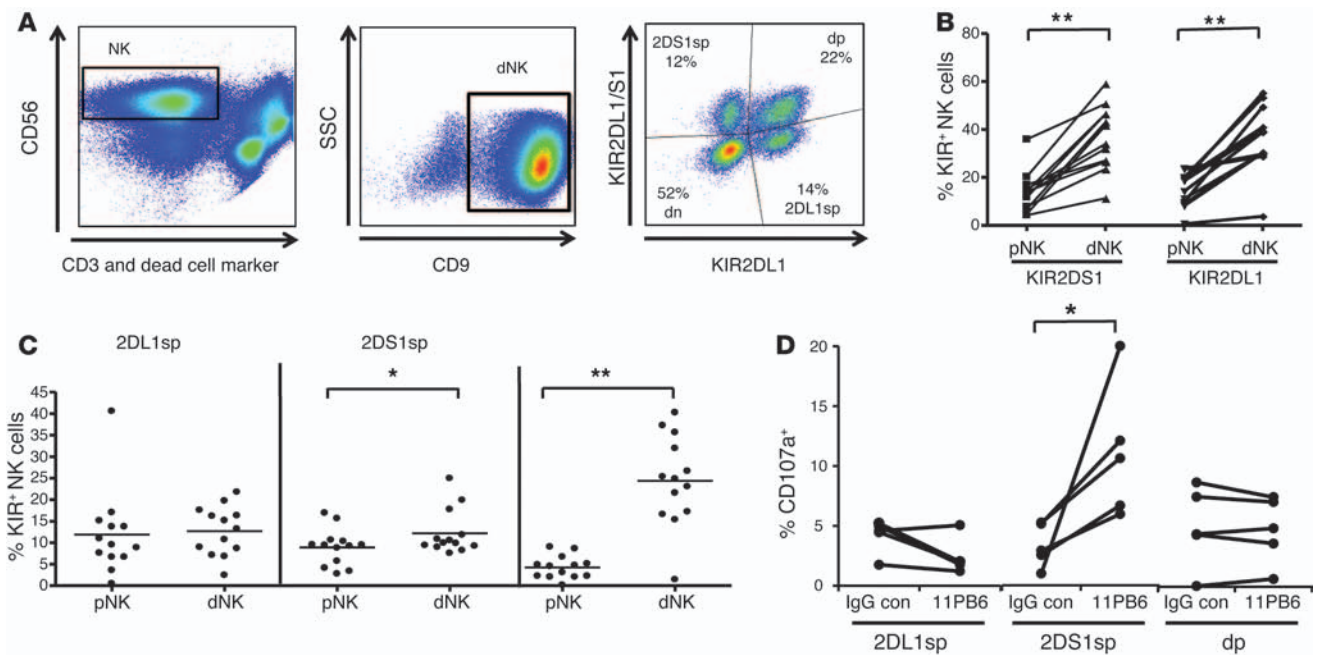 A
NK
CD56
CD3 and dead cell marker
dNK
SSC
CD9
2DS1sp
12%
dp
22%
52%
dn
14%
2DL1sp
KIR2DL1/S1
KIR2DL1
B
**
**
% KIR⁺ NK cells
80
60
40
20
0
pNK
dNK
pNK
dNK
KIR2DS1
KIR2DL1
C
2DL1sp
2DS1sp
*
**
% KIR⁺ NK cells
45
40
35
30
25
20
15
10
5
0
pNK
dNK
pNK
dNK
pNK
dNK
D
*
% CD107a⁺
20
15
10
5
0
IgG con
11PB6
IgG con
11PB6
IgG con
11PB6
2DL1sp
2DS1sp
dp